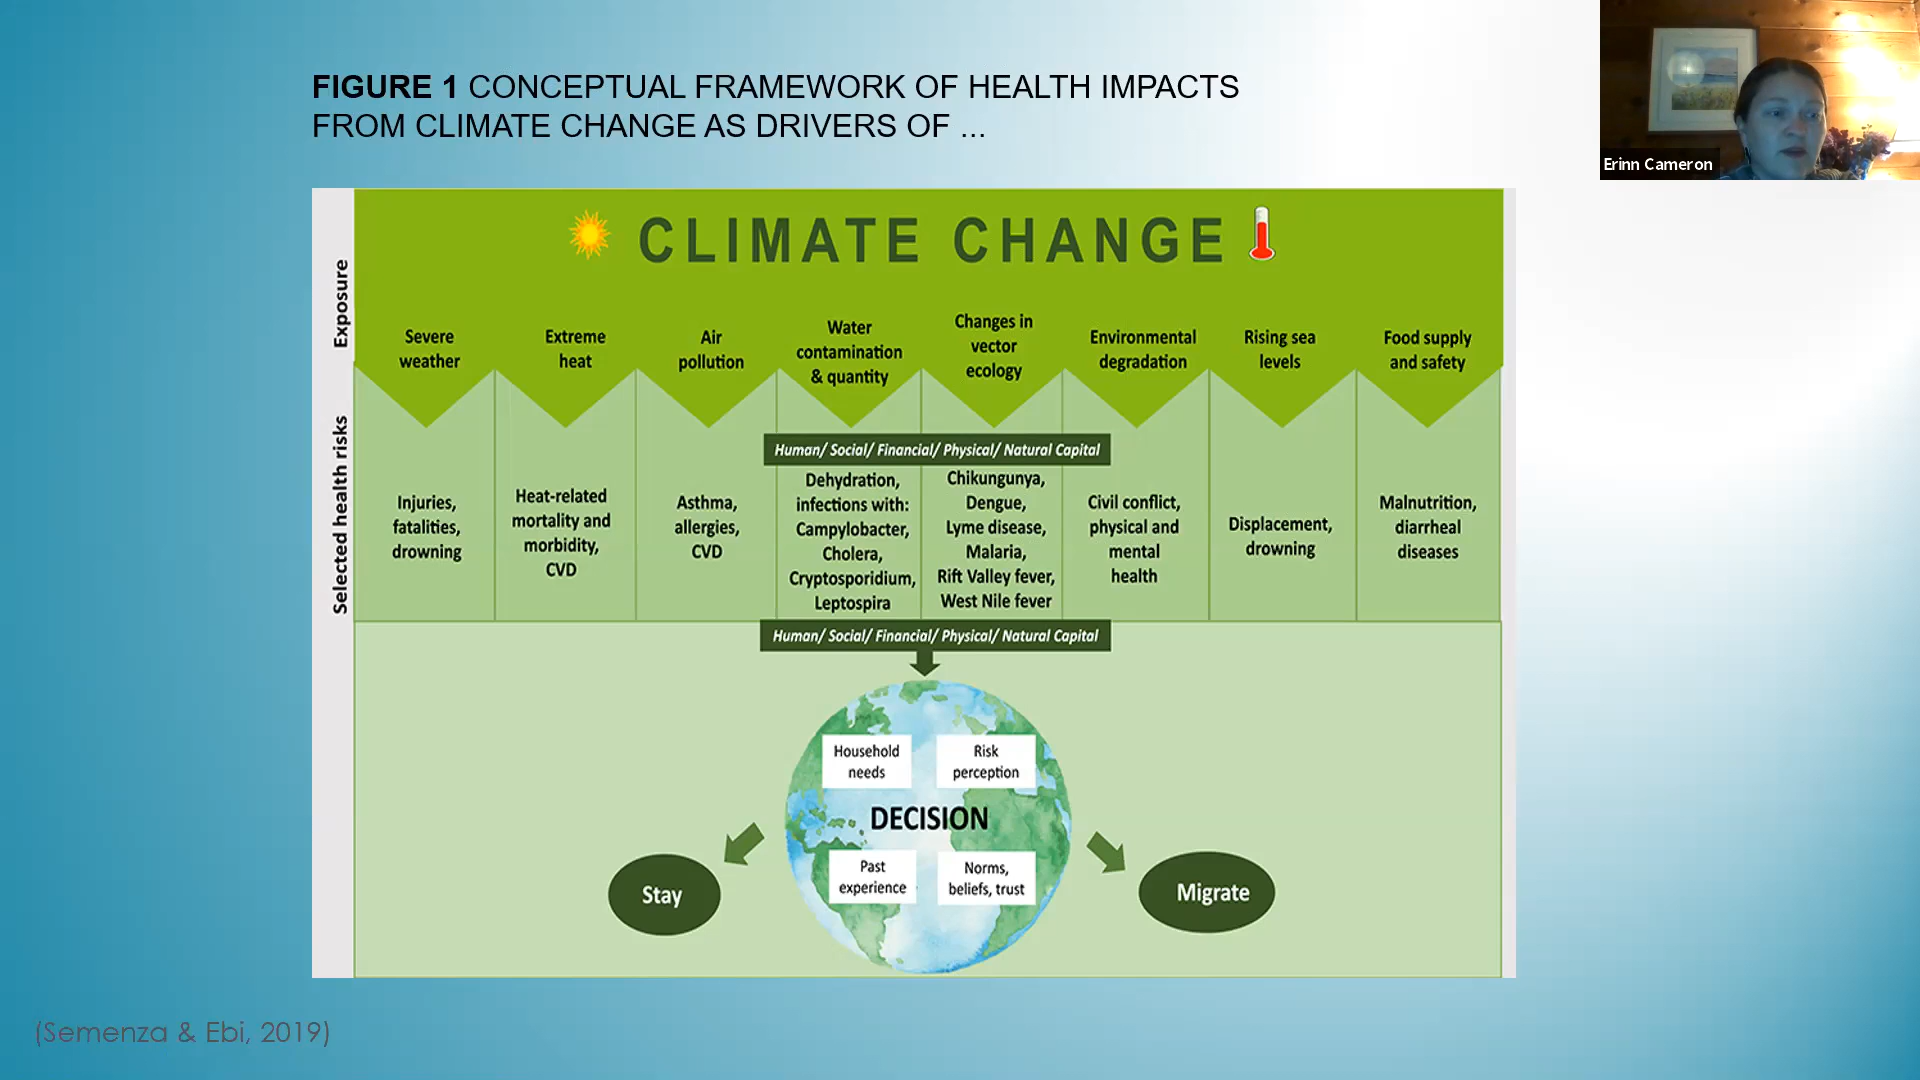 FIGURE 1 CONCEPTUAL FRAMEWORK OF HEALTH IMPACTS
FROM CLIMATE CHANGE AS DRIVERS OF ...
Erinn Cameron
CLIMATE CHANGE
Exposure
Severe
weather
Extreme
heat
Air
pollution
Water
contamination
& quantity
Changes in
vector
ecology
Environmental
degradation
Rising sea
levels
Food supply
and safety
Human/ Social/ Financial/ Physical/ Natural Capital
Selected health risks
Injuries,
fatalities,
drowning
Heat-related
mortality and
morbidity,
CVD
Asthma,
allergies,
CVD
Dehydration,
infections with:
Campylobacter,
Cholera,
Cryptosporidium,
Leptospira
Chikungunya,
Dengue,
Lyme disease,
Malaria,
Rift Valley fever,
West Nile fever
Civil conflict,
physical and
mental
health
Displacement,
drowning
Malnutrition,
diarrheal
diseases
Human/ Social/ Financial/ Physical/ Natural Capital
Household
needs
Risk
perception
DECISION
Past
experience
Norms,
beliefs, trust
Stay
Migrate
(Semenza & Ebi, 2019)